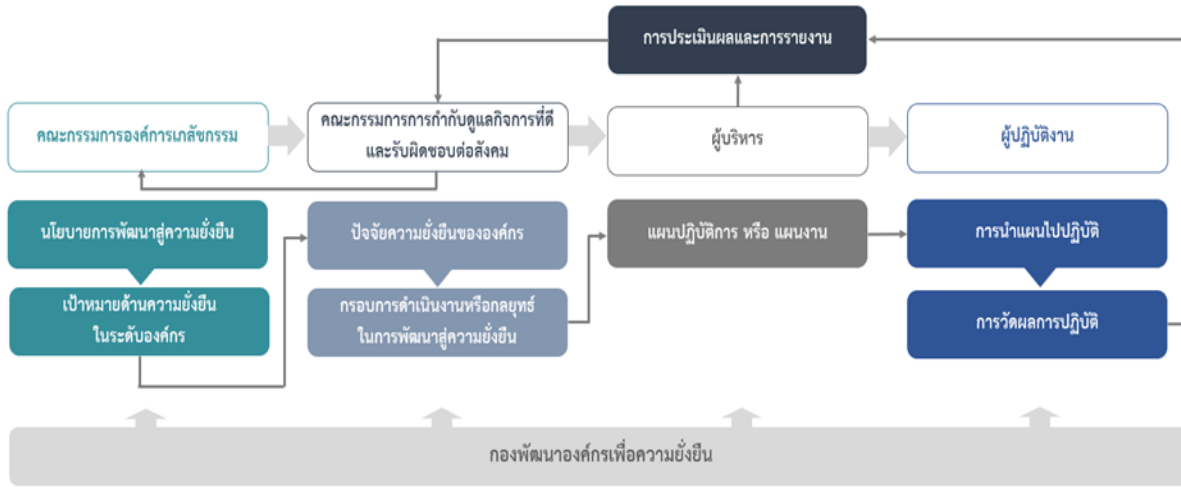 การประเมินผลและการรายงาน
คณะกรรมการองค์การเภสัชกรรม
คณะกรรมการการกำกับดูแลกิจการที่ดี
และรับผิดชอบต่อสังคม
ผู้บริหาร
ผู้ปฏิบัติงาน
นโยบายการพัฒนาสู่ความยั่งยืน
ปัจจัยความยั่งยืนขององค์กร
แผนปฏิบัติการ หรือ แผนงาน
การนำแผนไปปฏิบัติ
เป้าหมายด้านความยั่งยืน
ในระดับองค์กร
กรอบการดำเนินงานหรือกลยุทธ์
ในการพัฒนาสู่ความยั่งยืน
การวัดผลการปฏิบัติ
กองพัฒนาองค์กรเพื่อความยั่งยืน